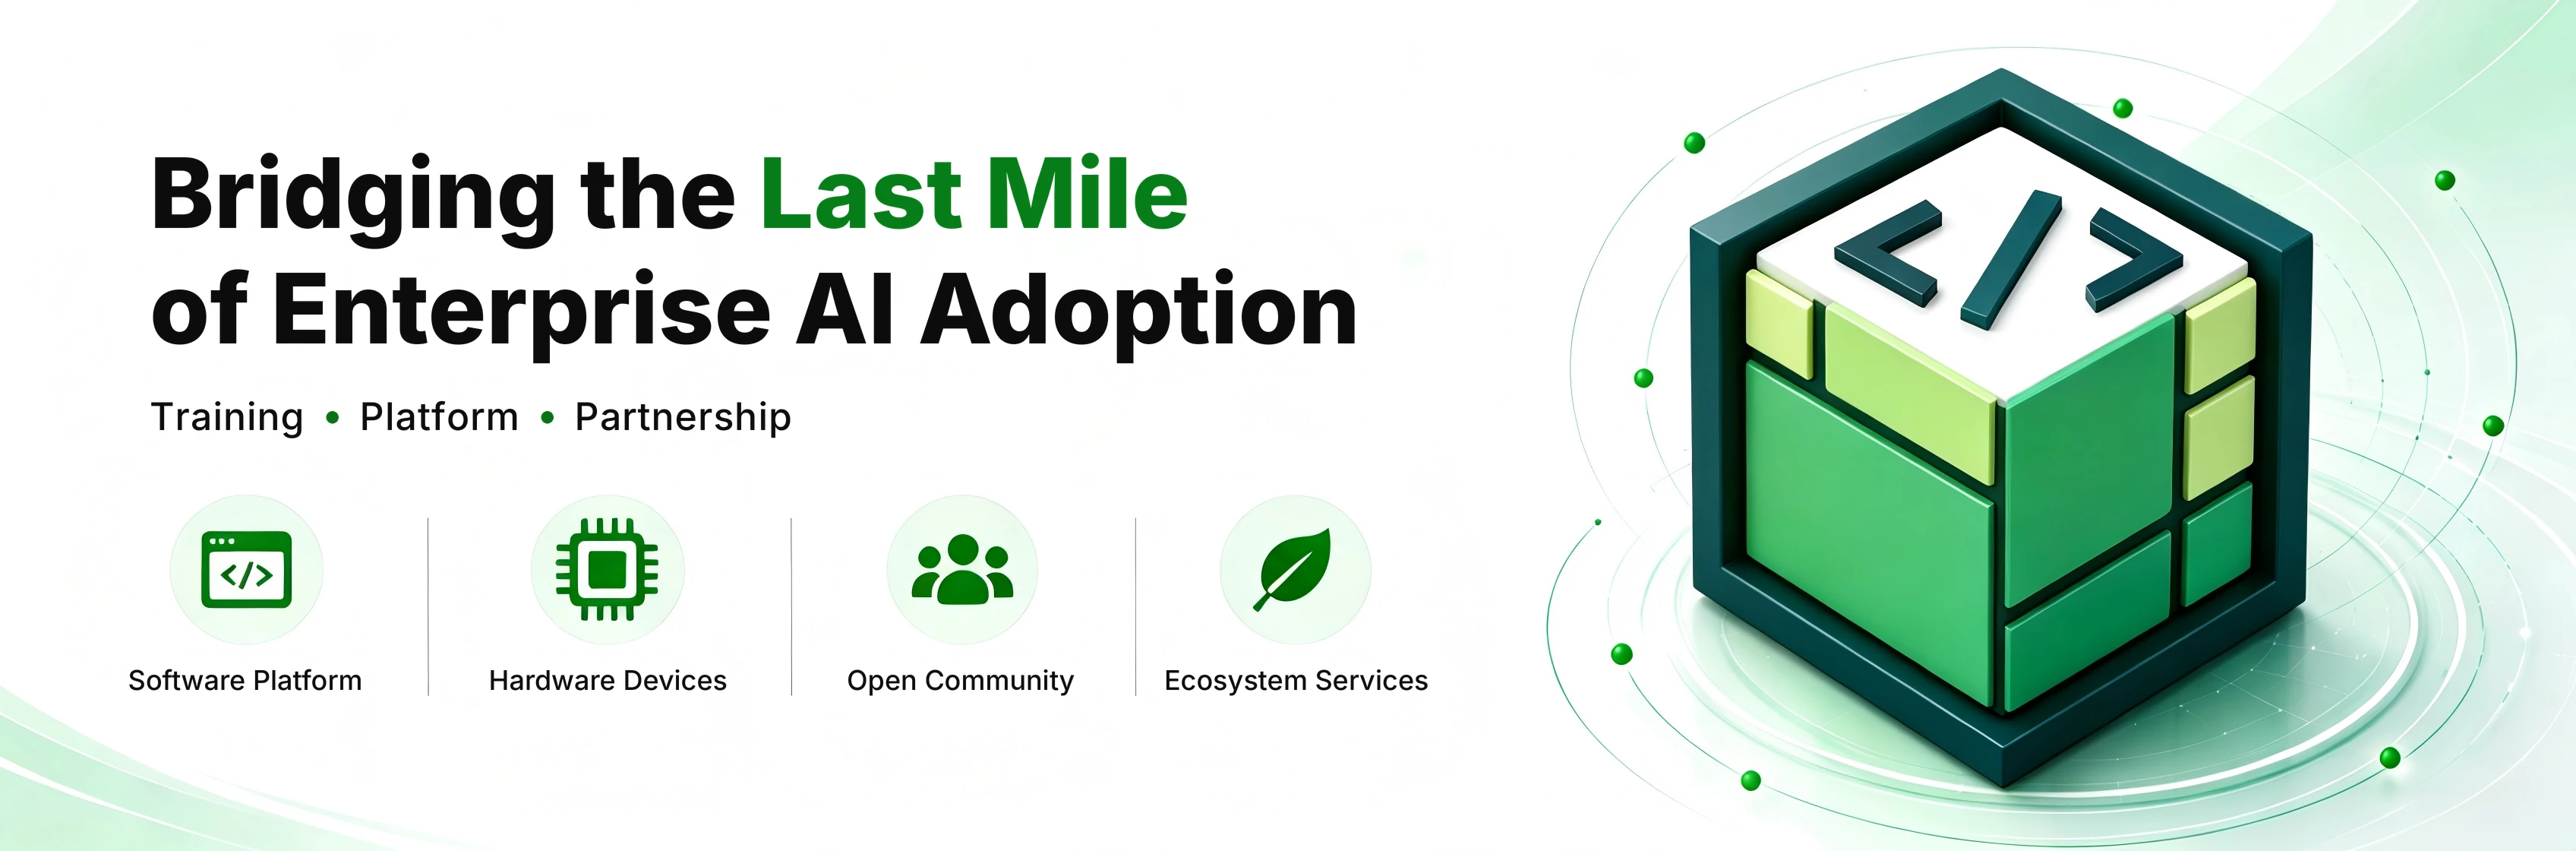 Bridging the Last Mile
of Enterprise AI Adoption
Training • Platform • Partnership
</>
</>
Software Platform
Hardware Devices
Open Community
Ecosystem Services